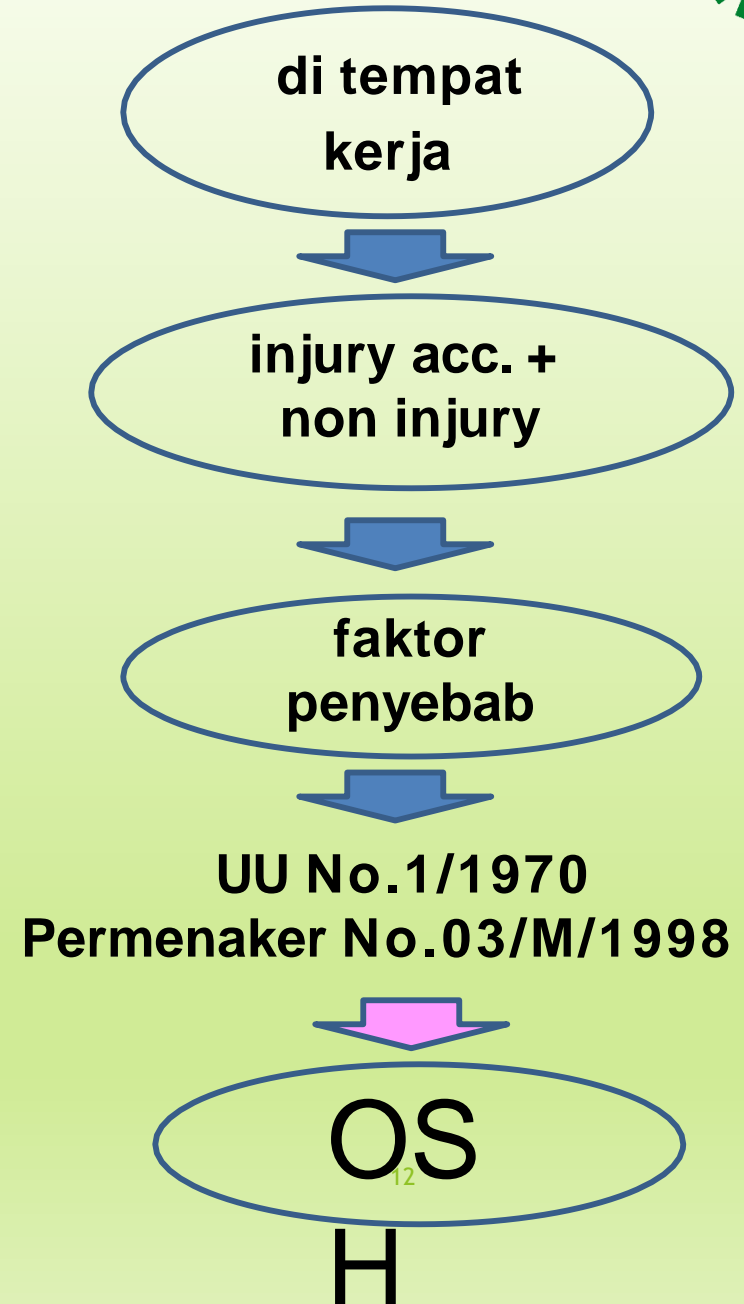 di tempat
kerja
injury acc. +
non injury
faktor
penyebab
UU No.1/1970
Permenaker No.03/M/1998
OS
12
H